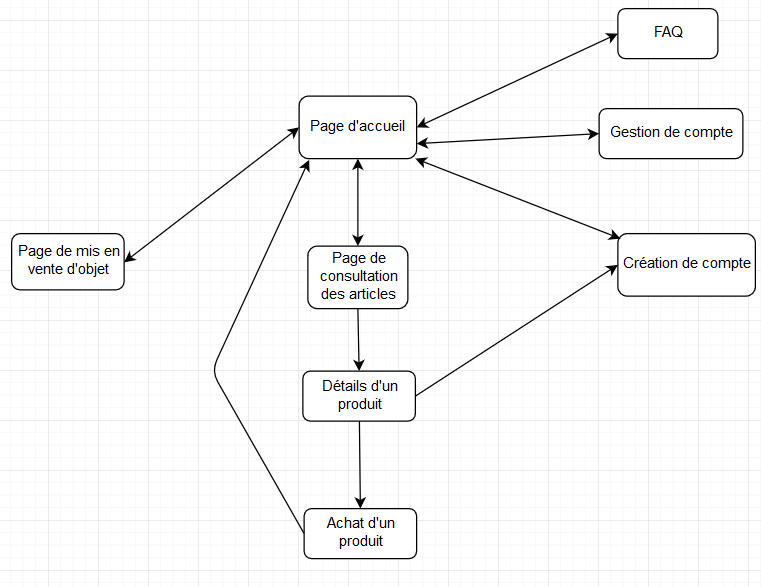 FAQ
Page d'accueil
Gestion de compte
Page de mis en
vente d'objet
Page de
consultation
des articles
Création de compte
Détails d'un
produit
Achat d'un
produit